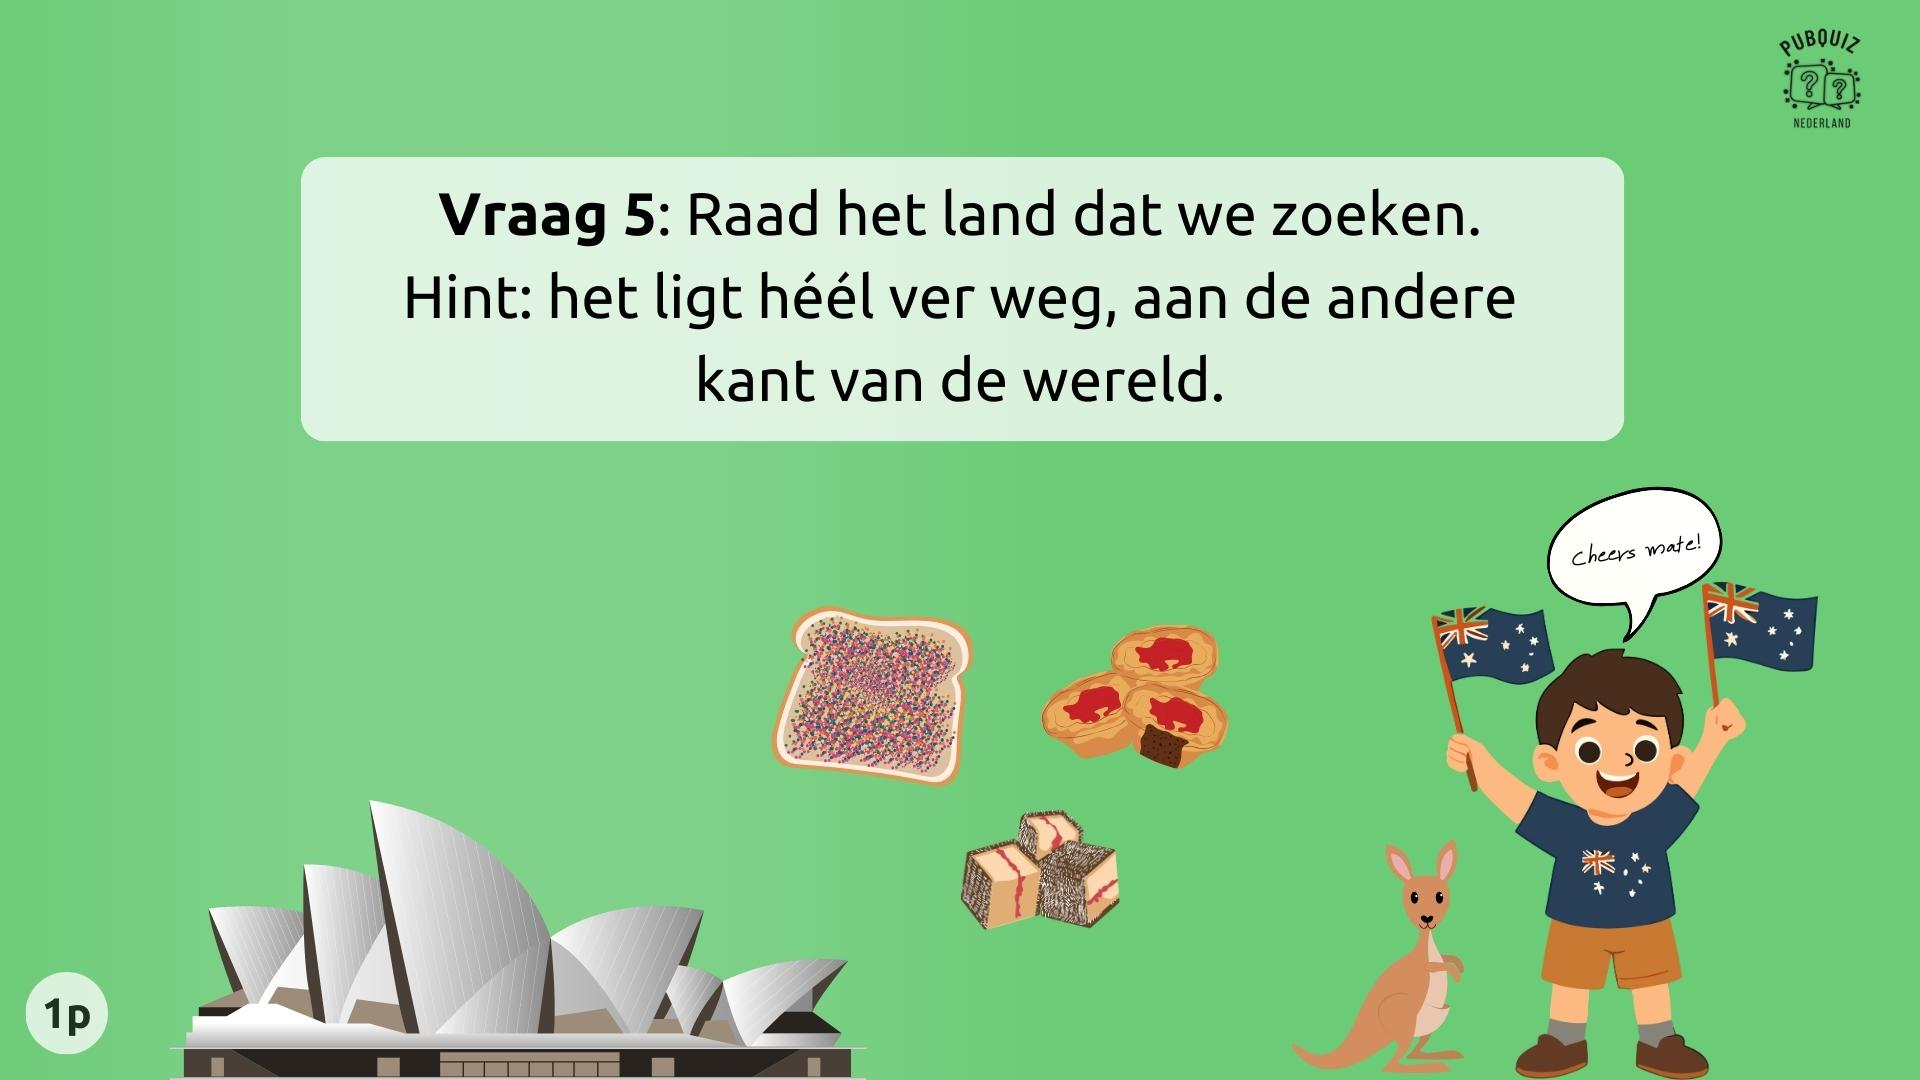 PUBQUIZ
NEDERLAND
Vraag 5: Raad het land dat we zoeken.
Hint: het ligt héél ver weg, aan de andere
kant van de wereld.
Cheers mate!
1p